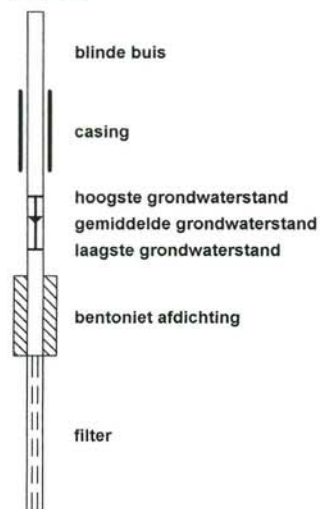 blinde buis
casing
hoogste grondwaterstand
gemiddelde grondwaterstand
laagste grondwaterstand
bentoniet afdichting
filter